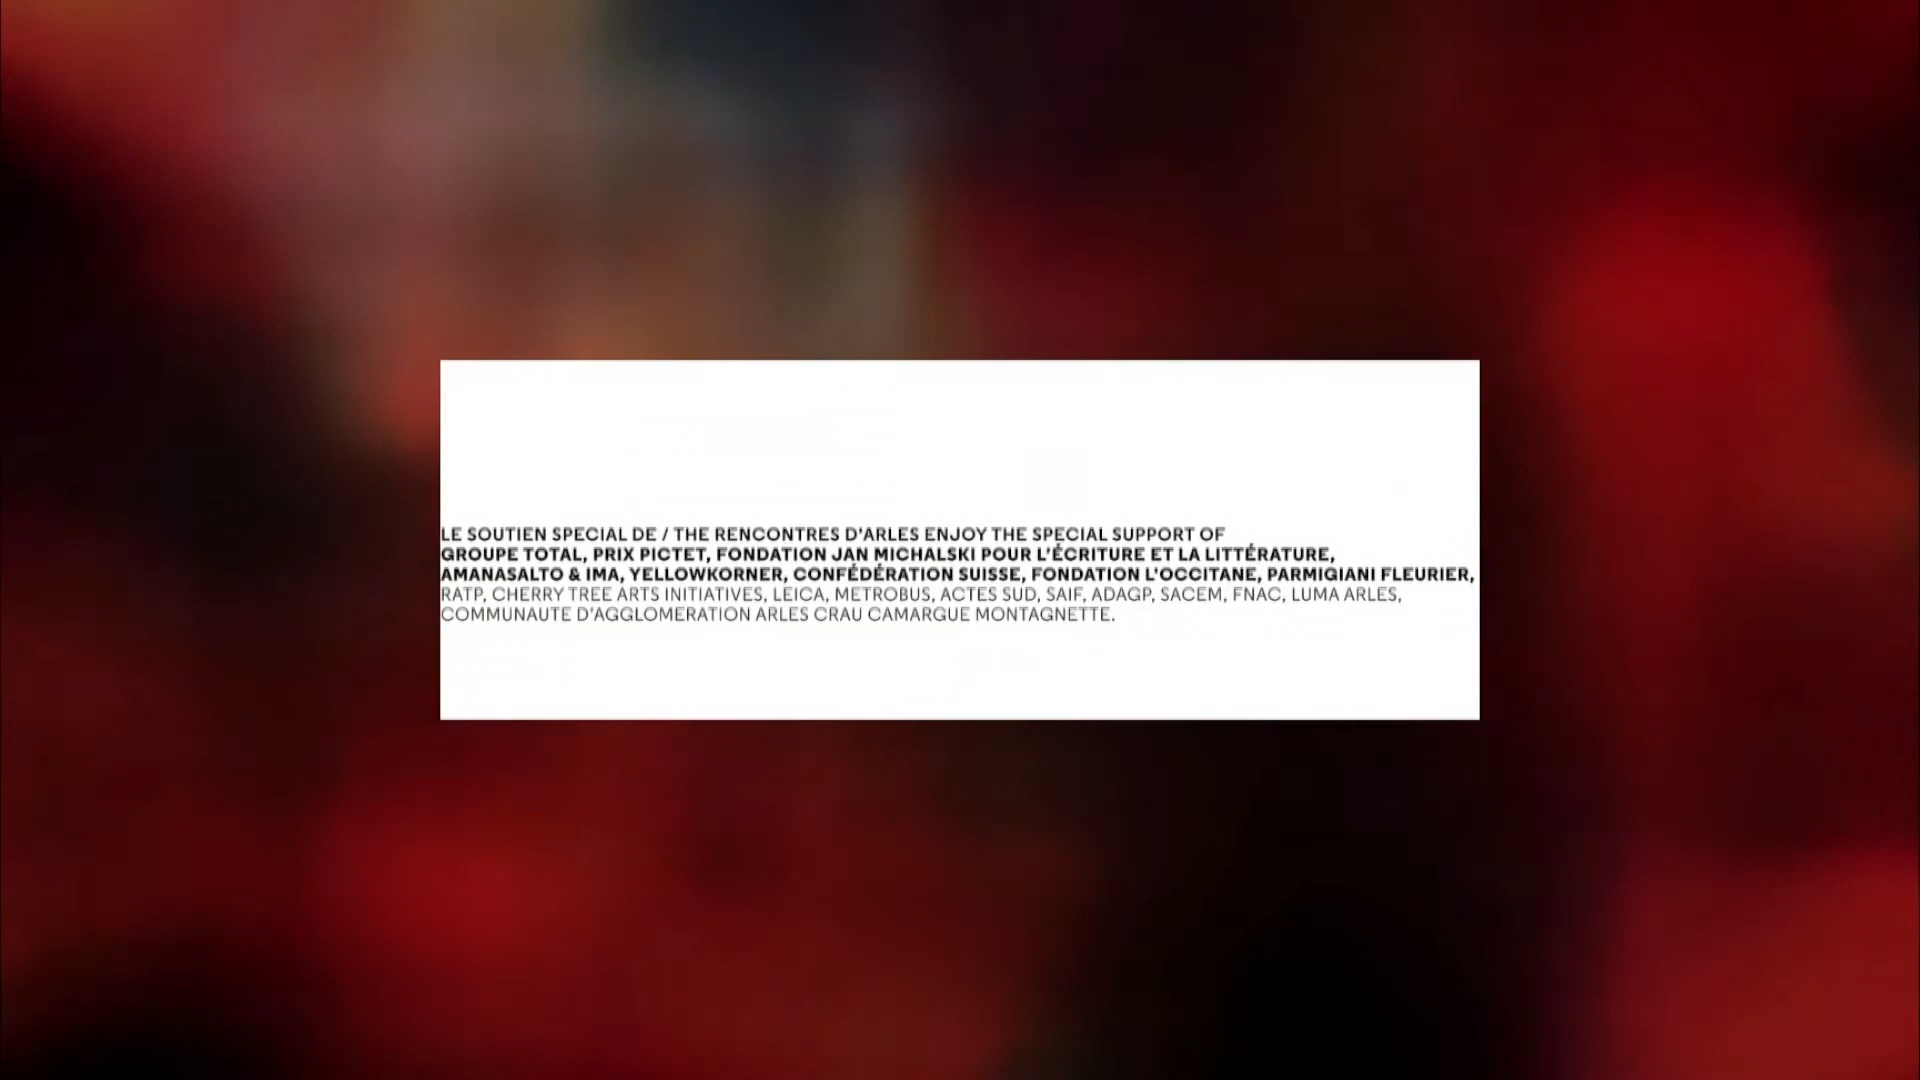 LE SOUTIEN SPECIAL DE / THE RENCONTRES D'ARLES ENJOY THE SPECIAL SUPPORT OF
GROUPE TOTAL, PRIX PICTET, FONDATION JAN MICHALSKI POUR L'ÉCRITURE ET LA LITTÉRATURE,
AMANASALTO & IMA, YELLOWKORNER, CONFÉDÉRATION SUISSE, FONDATION L'OCCITANE, PARMIGIANI FLEURIER,
RATP, CHERRY TREE ARTS INITIATIVES, LEICA, METROBUS, ACTES SUD, SAIF, ADAGP, SACEM, FNAC, LUMA ARLES,
COMMUNAUTE D'AGGLOMERATION ARLES CRAU CAMARGUE MONTAGNETTE.